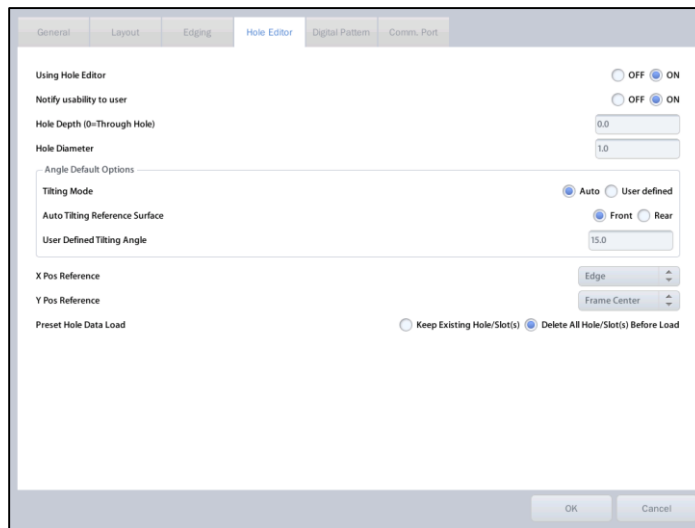 General Layout Edging Hole Editor Digital Pattern Comm. Port
Using Hole Editor OFF ON
Notify usability to user OFF ON
Hole Depth (0=Through Hole) 0.0
Hole Diameter 1.0
Angle Default Options
Tilting Mode Auto User defined
Auto Tilting Reference Surface Front Rear
User Defined Tilting Angle 15.0
X Pos Reference Edge
Y Pos Reference Frame Center
Preset Hole Data Load Keep Existing Hole/Slot(s) Delete All Hole/Slot(s) Before Load
OK Cancel